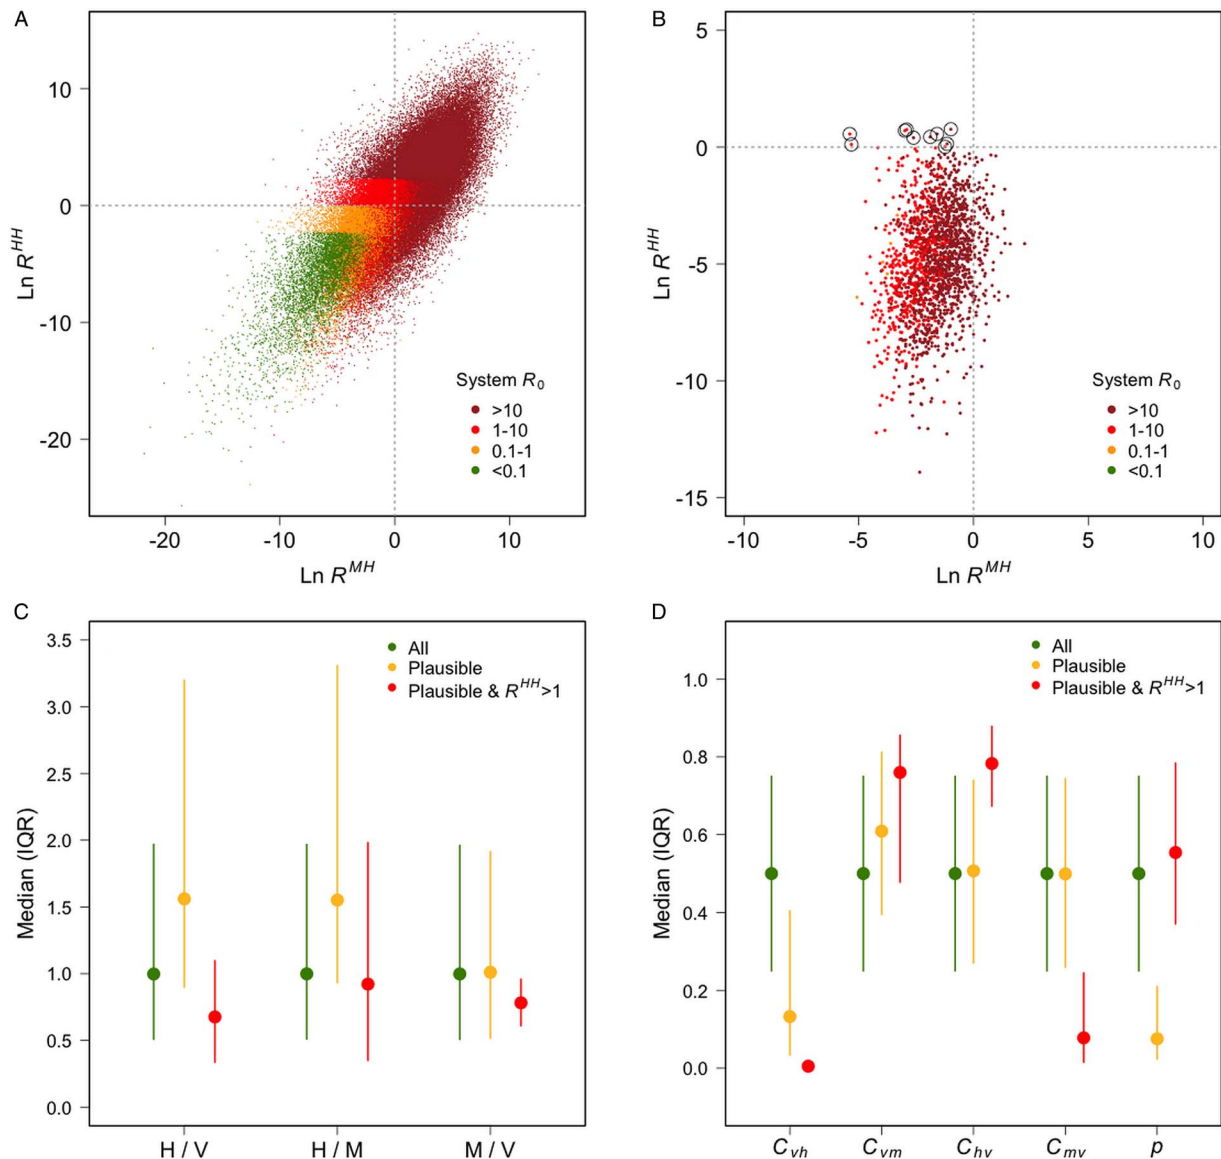 A
10
0
-10
-20
Ln R^HH
System R0
>10
1-10
0.1-1
<0.1
-20
-10
0
10
Ln R^MH
B
5
0
-5
-10
-15
Ln R^HH
System R0
>10
1-10
0.1-1
<0.1
-10
-5
0
5
10
Ln R^MH
C
3.5
3.0
2.5
2.0
1.5
1.0
0.5
0.0
Median (IQR)
All
Plausible
Plausible & R^HH>1
H / V
H / M
M / V
D
1.0
0.8
0.6
0.4
0.2
0.0
Median (IQR)
All
Plausible
Plausible & R^HH>1
Cvh
Cvm
Chv
Cmv
p